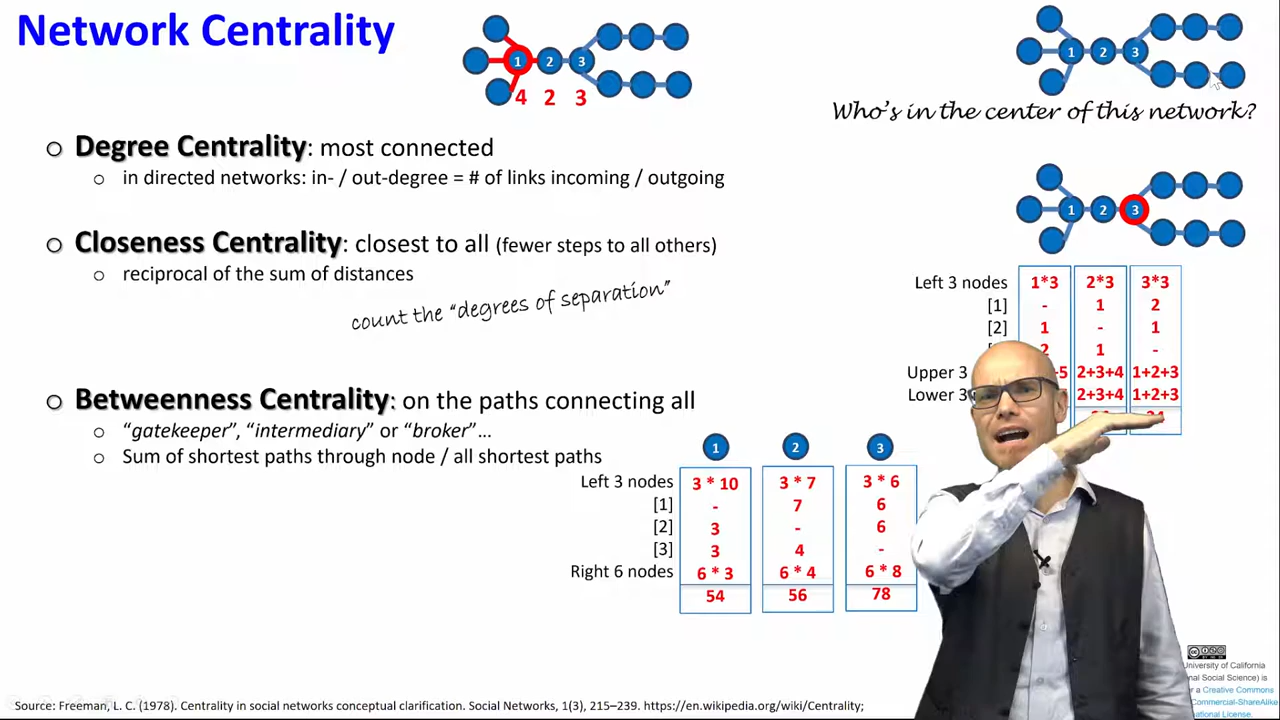 Network Centrality
1 2 3
4 2 3
1 2 3
Who's in the center of this network?
Degree Centrality: most connected
in directed networks: in- / out-degree = # of links incoming / outgoing
1 2 3
Closeness Centrality: closest to all (fewer steps to all others)
reciprocal of the sum of distances
count the "degrees of separation"
Left 3 nodes 1*3 2*3 3*3
[1] - 1 2
[2] 1 - 1
2 1 -
Upper 3 5 2+3+4 1+2+3
Lower 3 2+3+4 1+2+3
Betweenness Centrality: on the paths connecting all
"gatekeeper", "intermediary" or "broker"…
Sum of shortest paths through node / all shortest paths
1 2 3
Left 3 nodes 3 * 10 3 * 7 3 * 6
[1] - 7 6
[2] 3 - 6
[3] 3 4 -
Right 6 nodes 6 * 3 6 * 4 6 * 8
54 56 78
University of California
Social Science) is
a Creative Commons
Commercial-ShareAlike
License.
Source: Freeman, L. C. (1978). Centrality in social networks conceptual clarification. Social Networks, 1(3), 215–239. https://en.wikipedia.org/wiki/Centrality;